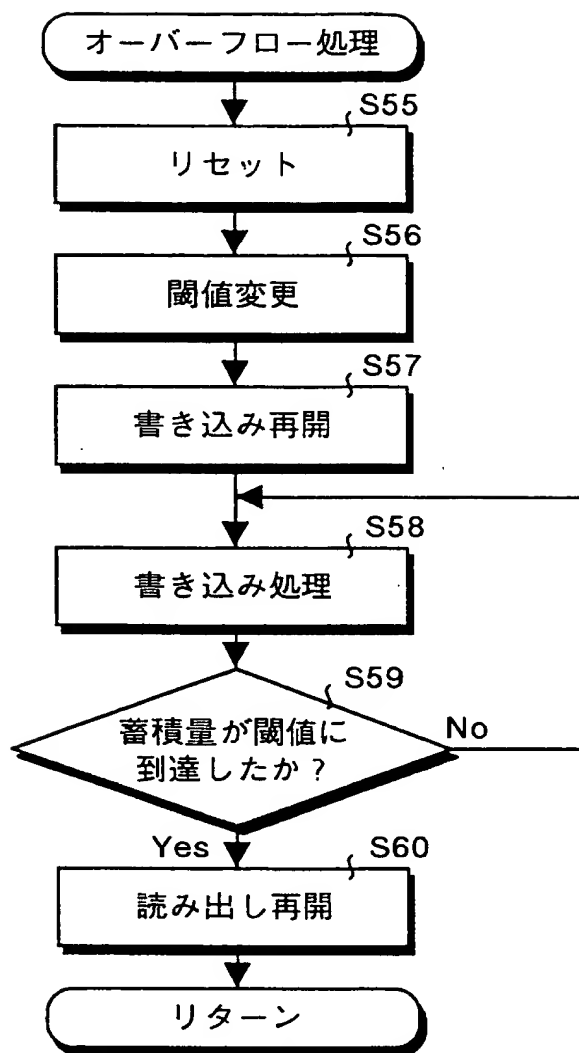 オーバーフロー処理
S55
リセット
S56
閾値変更
S57
書き込み再開
S58
書き込み処理
S59
蓄積量が閾値に
到達したか？
No
Yes
S60
読み出し再開
リターン